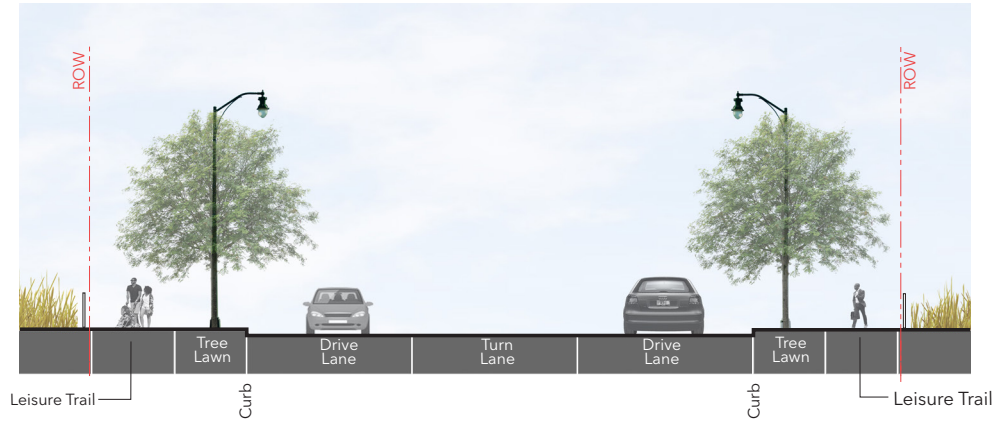 ROW
ROW
Tree
Lawn
Drive
Lane
Turn
Lane
Drive
Lane
Tree
Lawn
Leisure Trail
Curb
Curb
Leisure Trail